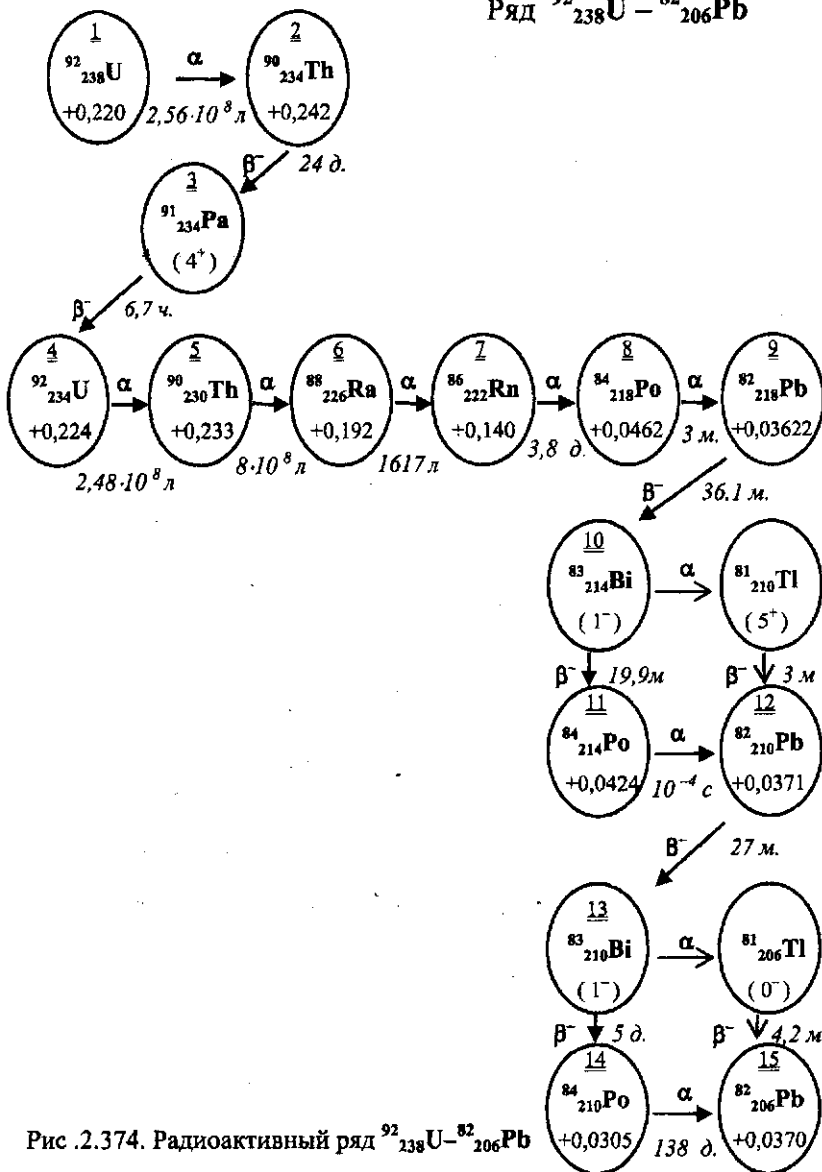 Ряд ⁹²₂₃₈U – ⁸²₂₀₆Pb
1
⁹²₂₃₈U
+0,220
α
2,56·10⁸ л
2
⁹⁰₂₃₄Th
+0,242
β⁻
24 д.
3
⁹¹₂₃₄Pa
(4⁺)
β⁻
6,7 ч.
4
⁹²₂₃₄U
+0,224
α
2,48·10⁸ л
5
⁹⁰₂₃₀Th
+0,233
α
8·10⁸ л
6
⁸⁸₂₂₆Ra
+0,192
α
1617 л
7
⁸⁶₂₂₂Rn
+0,140
α
3,8 д.
8
⁸⁴₂₁₈Po
+0,0462
α
3 м.
9
⁸²₂₁₈Pb
+0,03622
β⁻
36.1 м.
10
⁸³₂₁₄Bi
(1⁻)
α
⁸¹₂₁₀Tl
(5⁺)
β⁻
19,9м
β⁻
3 м
11
⁸⁴₂₁₄Po
+0,0424
α
10⁻⁴ с
12
⁸²₂₁₀Pb
+0,0371
β⁻
27 м.
13
⁸³₂₁₀Bi
(1⁻)
α
⁸¹₂₀₆Tl
(0⁻)
β⁻
5 д.
β⁻
4,2 м
14
⁸⁴₂₁₀Po
+0,0305
α
138 д.
15
⁸²₂₀₆Pb
+0,0370
Рис .2.374. Радиоактивный ряд ⁹²₂₃₈U–⁸²₂₀₆Pb